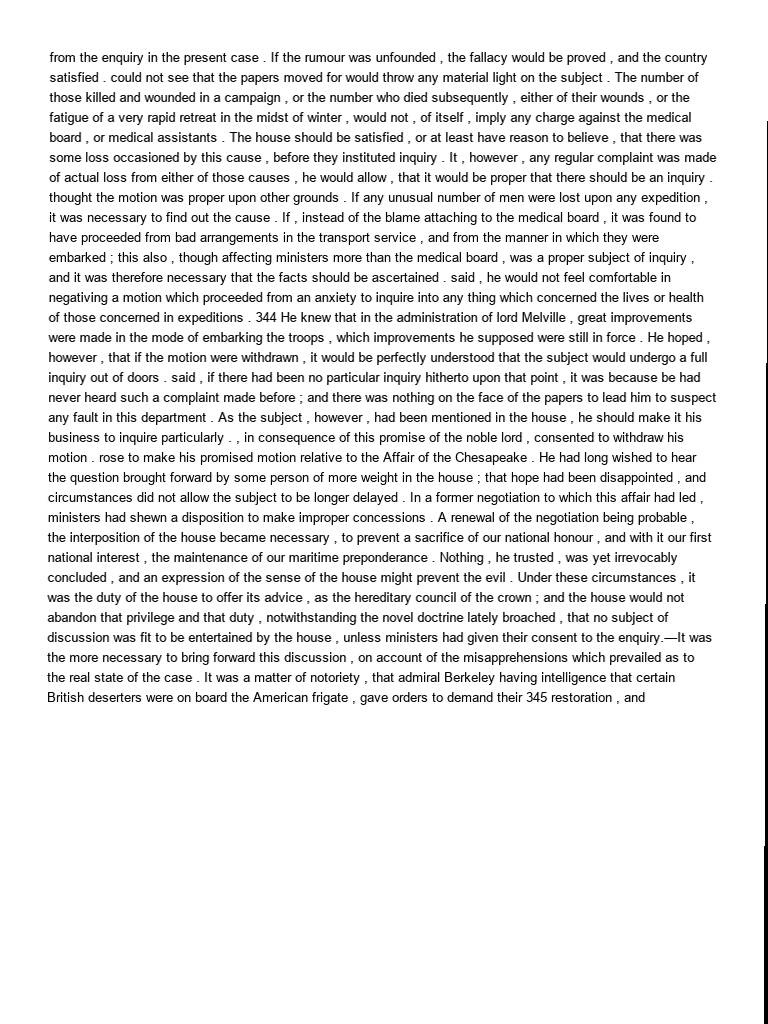 from the enquiry in the present case . If the rumour was unfounded , the fallacy would be proved , and the country
satisfied . could not see that the papers moved for would throw any material light on the subject . The number of
those killed and wounded in a campaign , or the number who died subsequently , either of their wounds , or the
fatigue of a very rapid retreat in the midst of winter , would not , of itself , imply any charge against the medical
board , or medical assistants . The house should be satisfied , or at least have reason to believe , that there was
some loss occasioned by this cause , before they instituted inquiry . It , however , any regular complaint was made
of actual loss from either of those causes , he would allow , that it would be proper that there should be an inquiry .
thought the motion was proper upon other grounds . If any unusual number of men were lost upon any expedition ,
it was necessary to find out the cause . If , instead of the blame attaching to the medical board , it was found to
have proceeded from bad arrangements in the transport service , and from the manner in which they were
embarked ; this also , though affecting ministers more than the medical board , was a proper subject of inquiry ,
and it was therefore necessary that the facts should be ascertained . said , he would not feel comfortable in
negativing a motion which proceeded from an anxiety to inquire into any thing which concerned the lives or health
of those concerned in expeditions . 344 He knew that in the administration of lord Melville , great improvements
were made in the mode of embarking the troops , which improvements he supposed were still in force . He hoped ,
however , that if the motion were withdrawn , it would be perfectly understood that the subject would undergo a full
inquiry out of doors . said , if there had been no particular inquiry hitherto upon that point , it was because be had
never heard such a complaint made before ; and there was nothing on the face of the papers to lead him to suspect
any fault in this department . As the subject , however , had been mentioned in the house , he should make it his
business to inquire particularly . , in consequence of this promise of the noble lord , consented to withdraw his
motion . rose to make his promised motion relative to the Affair of the Chesapeake . He had long wished to hear
the question brought forward by some person of more weight in the house ; that hope had been disappointed , and
circumstances did not allow the subject to be longer delayed . In a former negotiation to which this affair had led ,
ministers had shewn a disposition to make improper concessions . A renewal of the negotiation being probable ,
the interposition of the house became necessary , to prevent a sacrifice of our national honour , and with it our first
national interest , the maintenance of our maritime preponderance . Nothing , he trusted , was yet irrevocably
concluded , and an expression of the sense of the house might prevent the evil . Under these circumstances , it
was the duty of the house to offer its advice , as the hereditary council of the crown ; and the house would not
abandon that privilege and that duty , notwithstanding the novel doctrine lately broached , that no subject of
discussion was fit to be entertained by the house , unless ministers had given their consent to the enquiry.—It was
the more necessary to bring forward this discussion , on account of the misapprehensions which prevailed as to
the real state of the case . It was a matter of notoriety , that admiral Berkeley having intelligence that certain
British deserters were on board the American frigate , gave orders to demand their 345 restoration , and